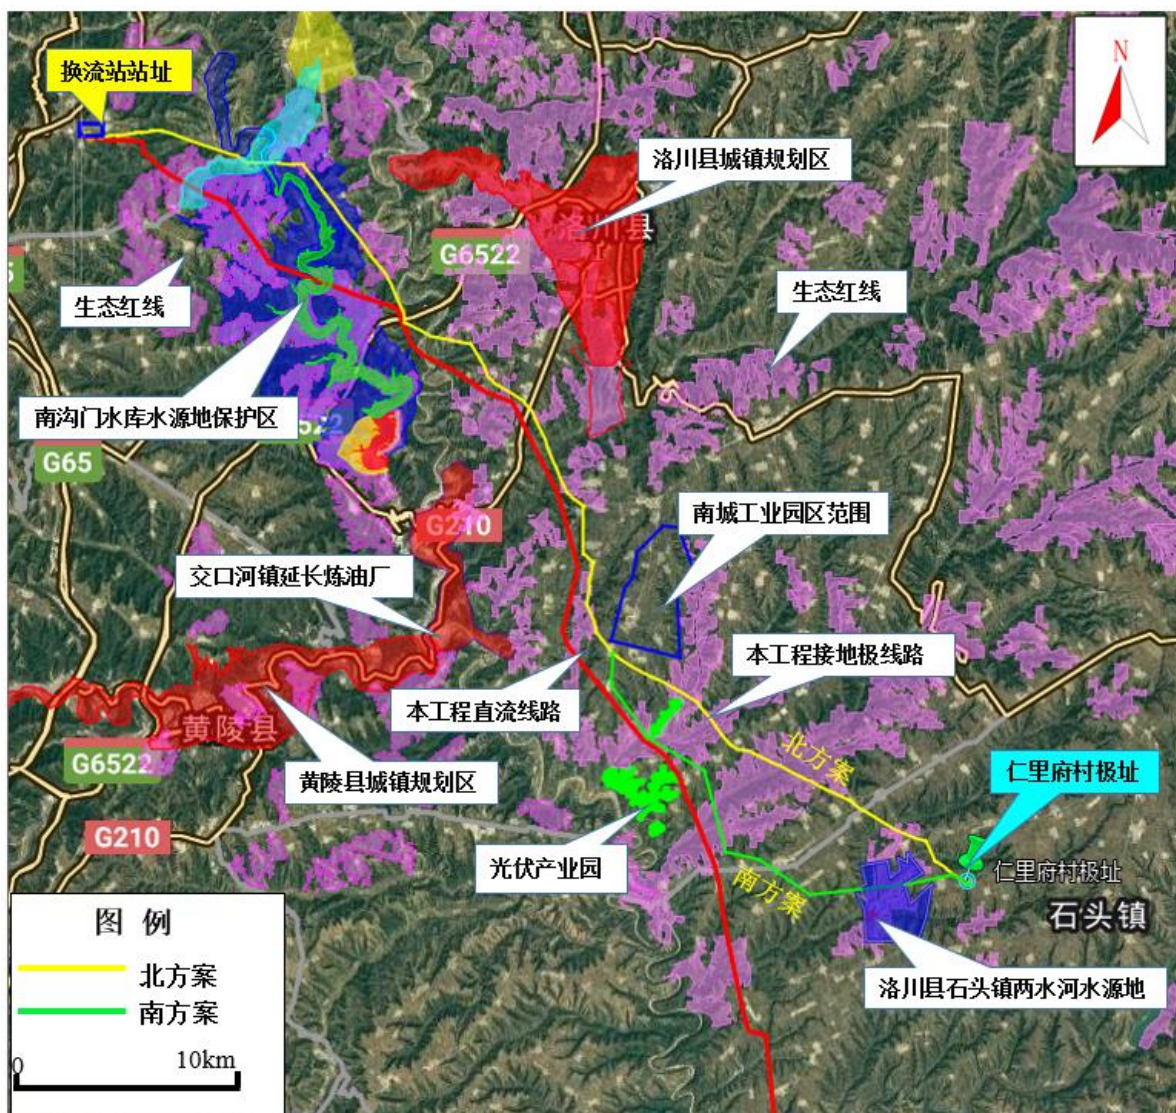 N
换流站站址
洛川县城镇规划区
洛川县
G6522
生态红线
生态红线
南沟门水库水源地保护区
G65
南城工业园区范围
G210
交口河镇延长炼油厂
本工程接地极线路
本工程直流线路
黄陵县
G6522
黄陵县城镇规划区
北方案
仁里府村极址
G210
光伏产业园
南方案
仁里府村极址
石头镇
洛川县石头镇两水河水源地
图 例
北方案
南方案
0
10km